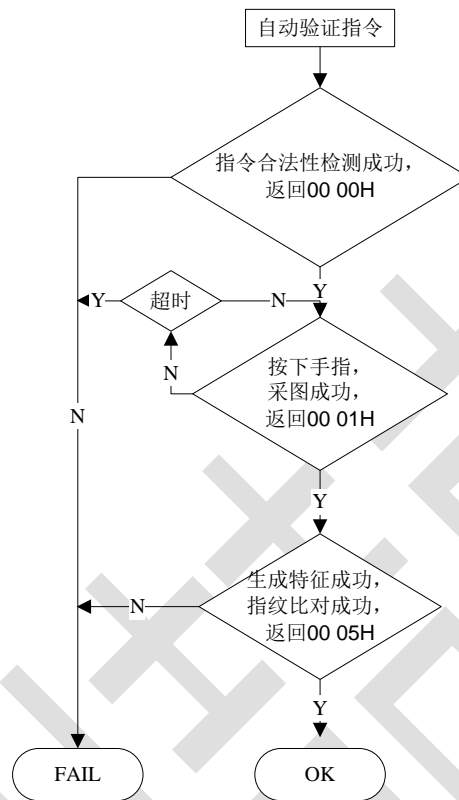 自动验证指令
指令合法性检测成功，
返回00 00H
Y
Y
超时
N
N
按下手指，
采图成功，
返回00 01H
N
Y
生成特征成功，
指纹比对成功，
返回00 05H
N
Y
FAIL
OK